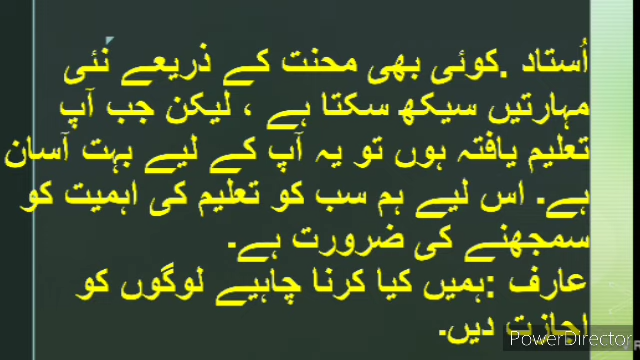 اُستاد .کوئی بھی محنت کے ذریعے نئی
مہارتیں سیکھ سکتا ہے ، لیکن جب آپ
تعلیم یافتہ ہوں تو یہ آپ کے لیے بہت آسان
ہے۔ اس لیے ہم سب کو تعلیم کی اہمیت کو
سمجھنے کی ضرورت ہے۔
عارف :ہمیں کیا کرنا چاہیے لوگوں کو
اجازت دیں۔
PowerDirector